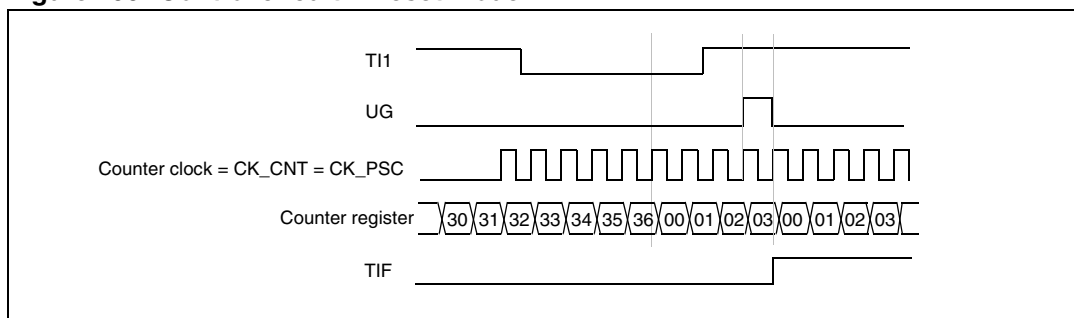 TI1
UG
Counter clock = CK_CNT = CK_PSC
Counter register 30 31 32 33 34 35 36 00 01 02 03 00 01 02 03
TIF